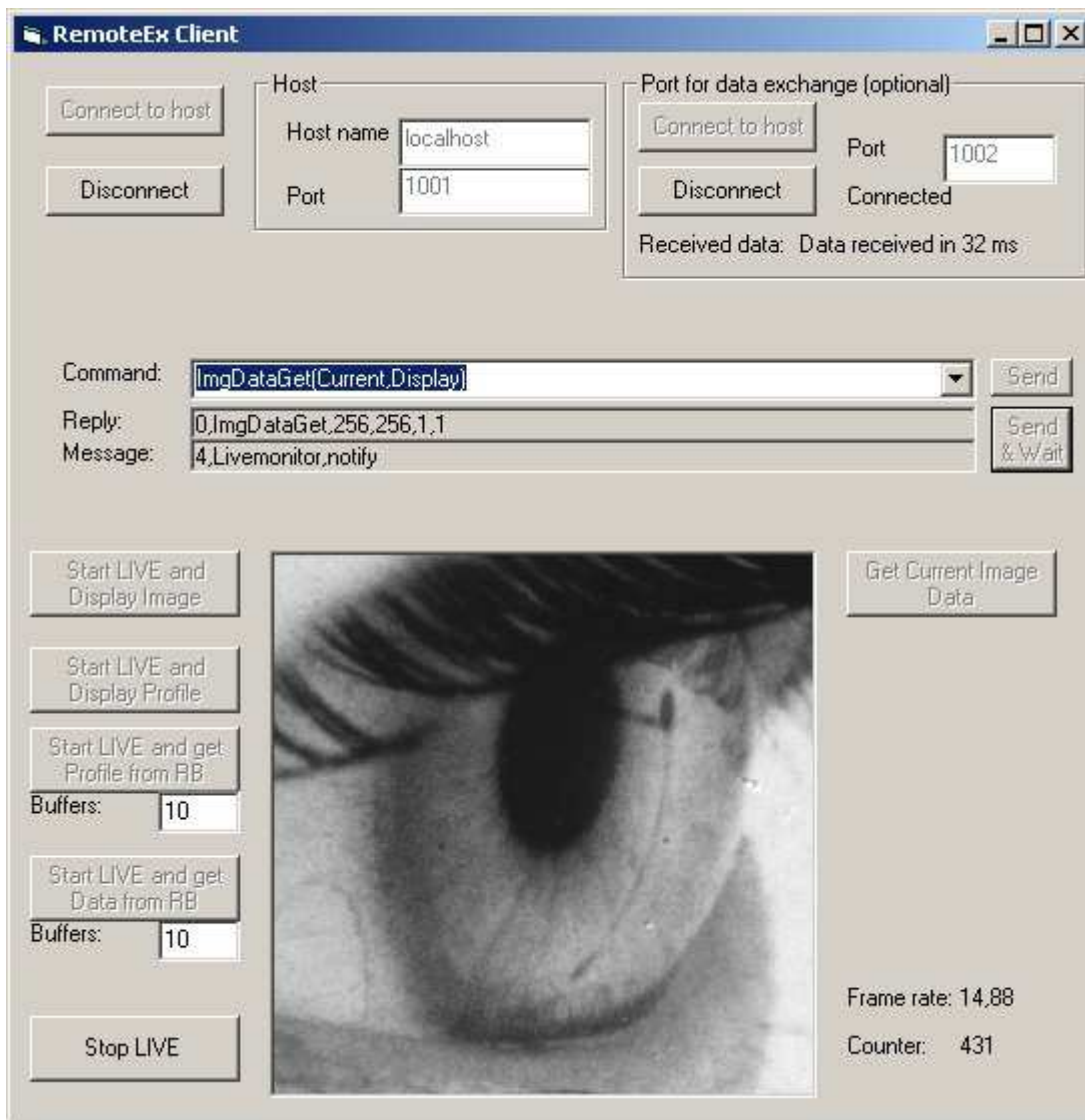 RemoteEx Client
Connect to host
Disconnect
Host
Host name
localhost
Port
1001
Port for data exchange (optional)
Connect to host
Port
1002
Disconnect
Connected
Received data: Data received in 32 ms
Command:
ImgDataGet(Current,Display)
Send
Reply:
0,ImgDataGet,256,256,1,1
Message:
4,Livemonitor,notify
Send
& Wait
Start LIVE and
Display Image
Get Current Image
Data
Start LIVE and
Display Profile
Start LIVE and get
Profile from RB
Buffers:
10
Start LIVE and get
Data from RB
Buffers:
10
Stop LIVE
Frame rate: 14,88
Counter: 431